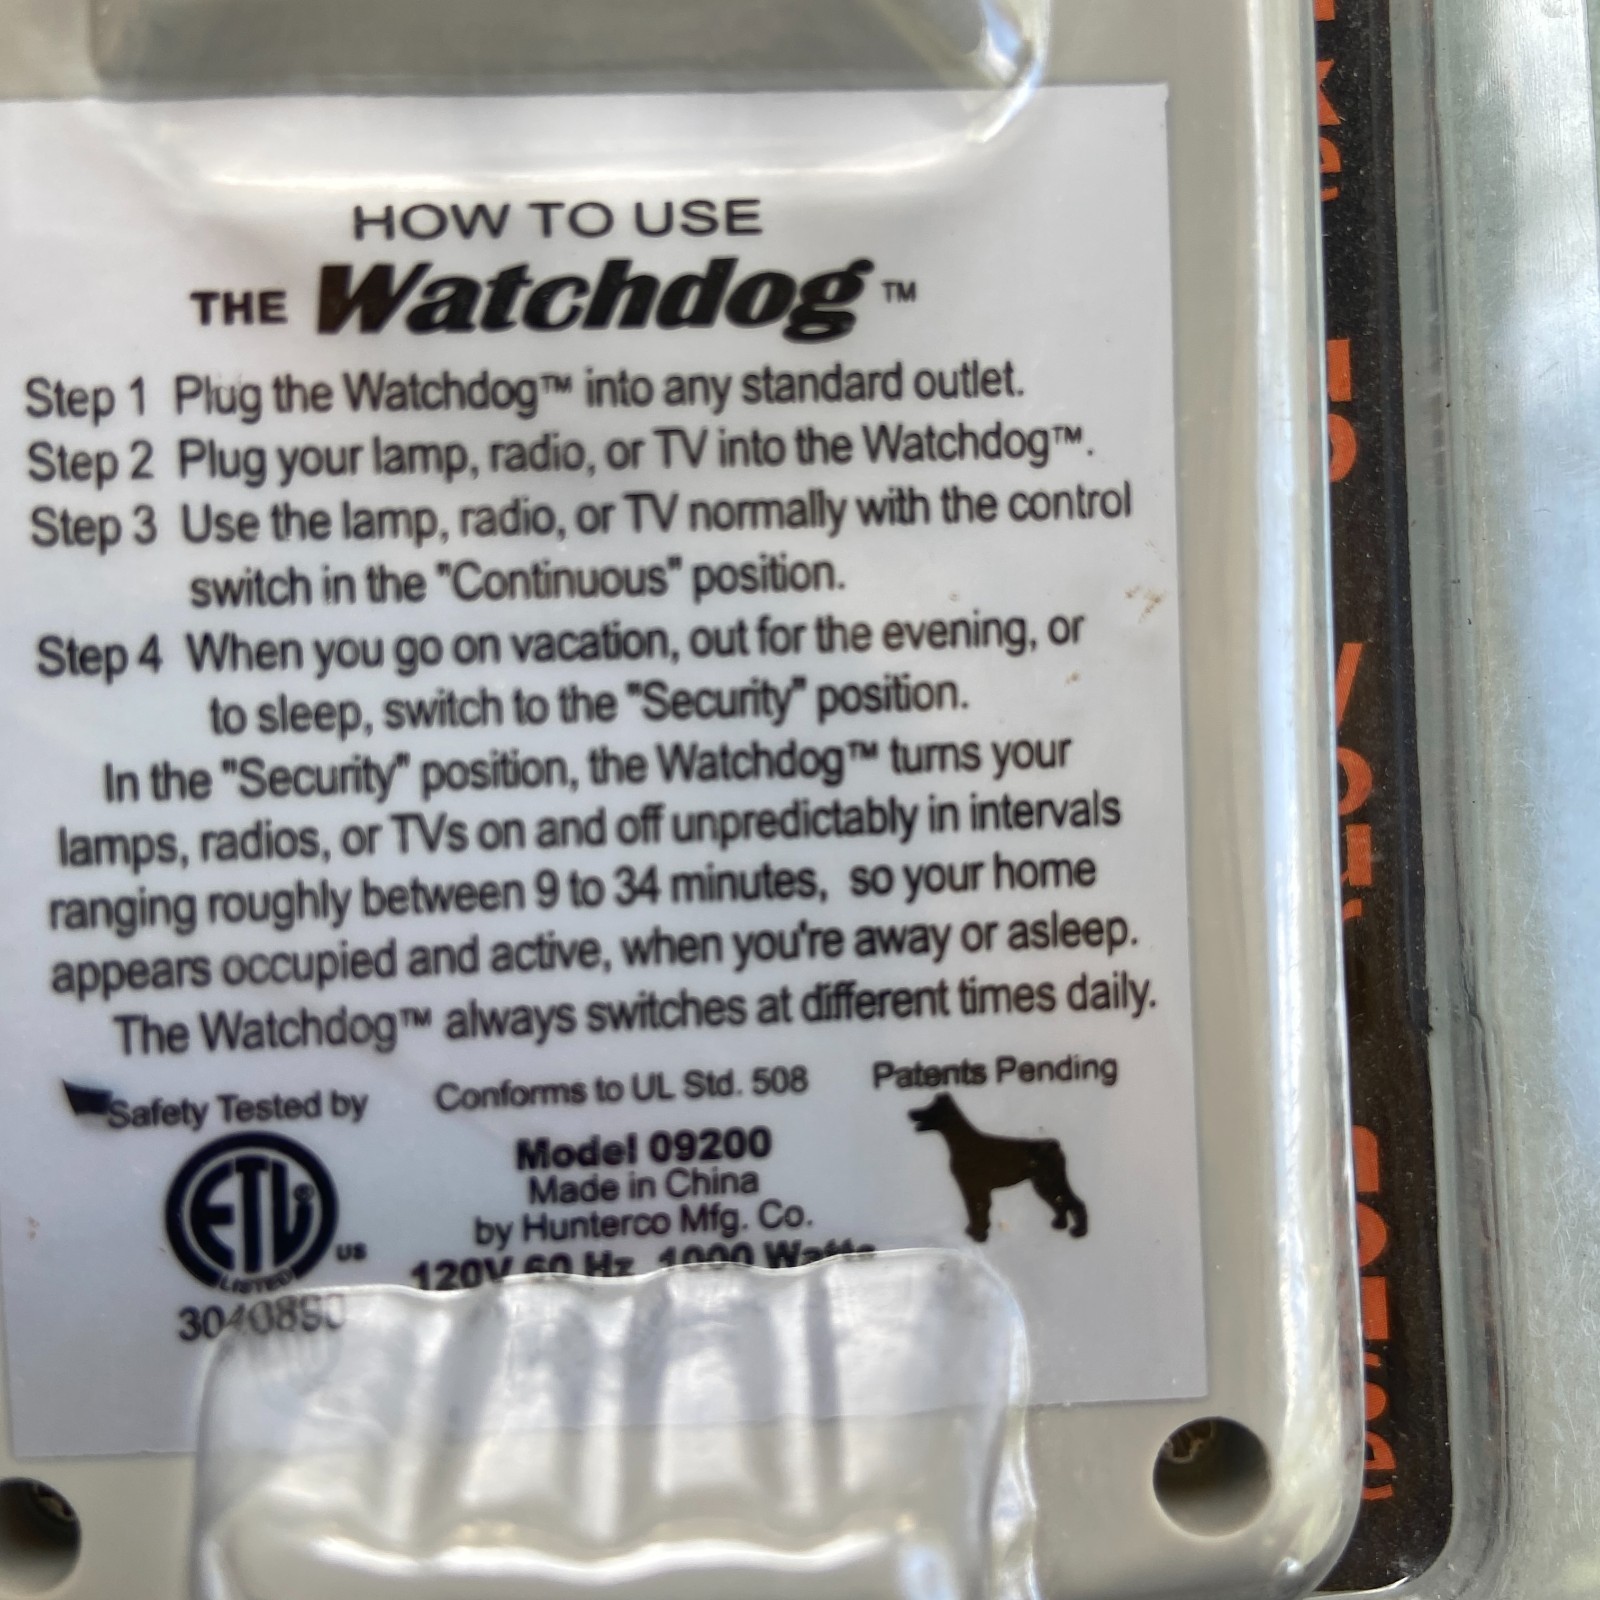 HOW TO USE
THE Watchdog™
Step 1 Plug the Watchdog™ into any standard outlet.
Step 2 Plug your lamp, radio, or TV into the Watchdog™.
Step 3 Use the lamp, radio, or TV normally with the control
switch in the "Continuous" position.
Step 4 When you go on vacation, out for the evening, or
to sleep, switch to the "Security" position.
In the "Security" position, the Watchdog™ turns your
lamps, radios, or TVs on and off unpredictably in intervals
ranging roughly between 9 to 34 minutes, so your home
appears occupied and active, when you're away or asleep.
The Watchdog™ always switches at different times daily.
Safety Tested by
Conforms to UL Std. 508
Patents Pending
ETL®
LISTED
US
3040890
Model 09200
Made in China
by Hunterco Mfg. Co.
120V 60 Hz 1000 Watts